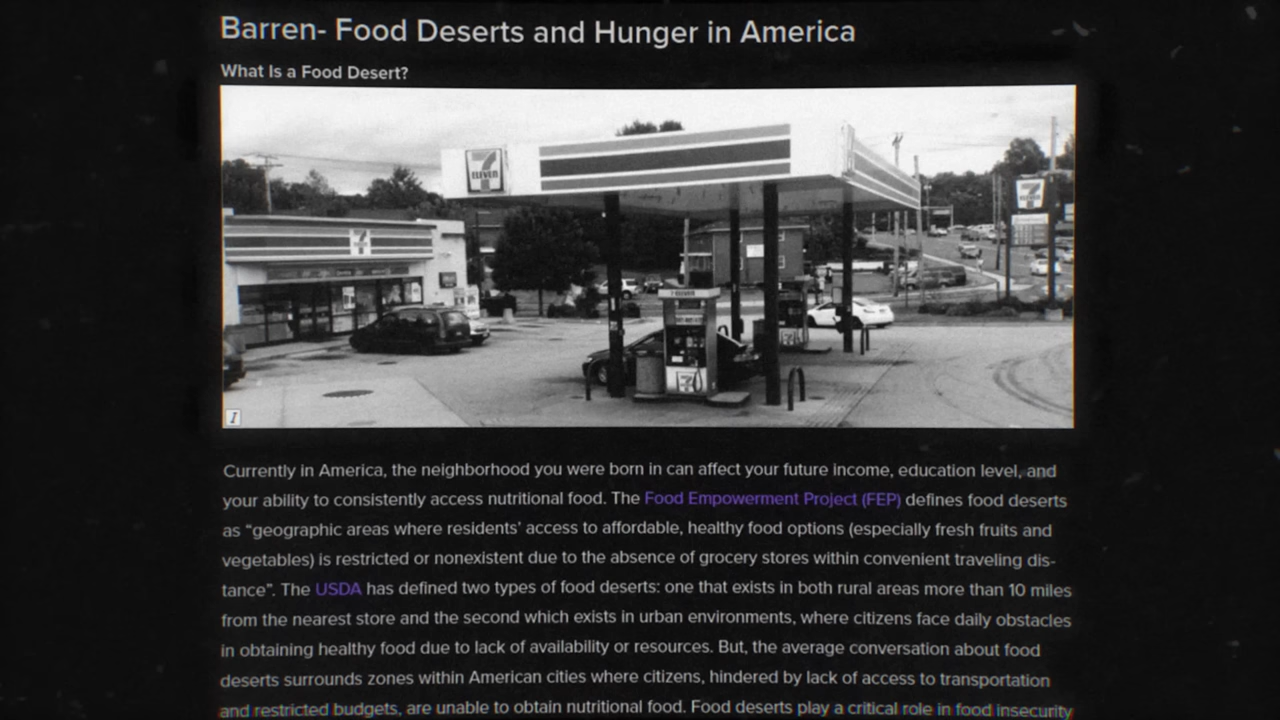 Barren- Food Deserts and Hunger in America
What Is a Food Desert?
7
ELEVEN
7
ELEVEN
7
7-ELEVEN
7
I
Currently in America, the neighborhood you were born in can affect your future income, education level, and
your ability to consistently access nutritional food. The Food Empowerment Project (FEP) defines food deserts
as “geographic areas where residents’ access to affordable, healthy food options (especially fresh fruits and
vegetables) is restricted or nonexistent due to the absence of grocery stores within convenient traveling dis-
tance”. The USDA has defined two types of food deserts: one that exists in both rural areas more than 10 miles
from the nearest store and the second which exists in urban environments, where citizens face daily obstacles
in obtaining healthy food due to lack of availability or resources. But, the average conversation about food
deserts surrounds zones within American cities where citizens, hindered by lack of access to transportation
and restricted budgets, are unable to obtain nutritional food. Food deserts play a critical role in food insecurity